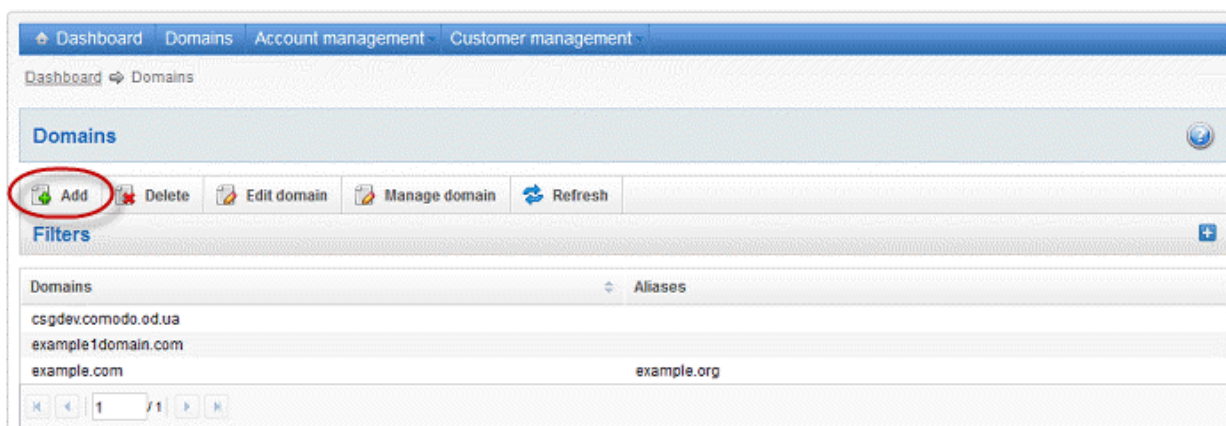 Dashboard Domains Account management Customer management
Dashboard Domains
Domains
Add Delete Edit domain Manage domain Refresh
Filters
Domains Aliases
csgdev.comodo.od.ua
example1domain.com
example.com example.org
1 / 1